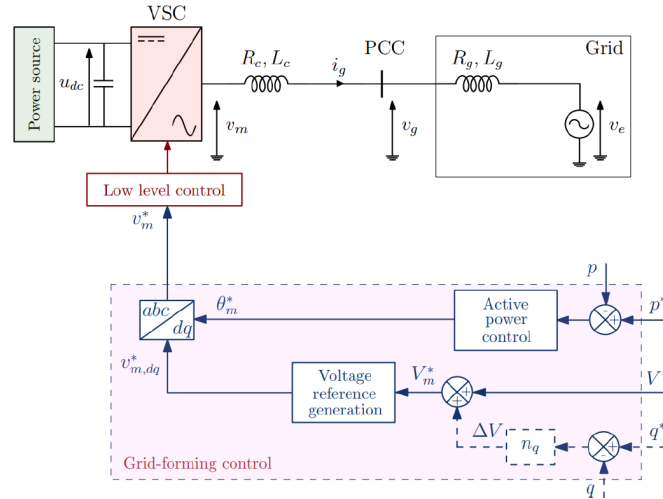 VSC
Power source
u_dc
R_c, L_c
i_g
PCC
R_g, L_g
Grid
v_m
v_g
v_e
Low level control
v_m^*
p
abc
dq
θ_m^*
Active
power
control
-
+
p*
v_{m,dq}^*
Voltage
reference
generation
V_m^*
+
+
V*
ΔV
n_q
-
+
q*
Grid-forming control
q